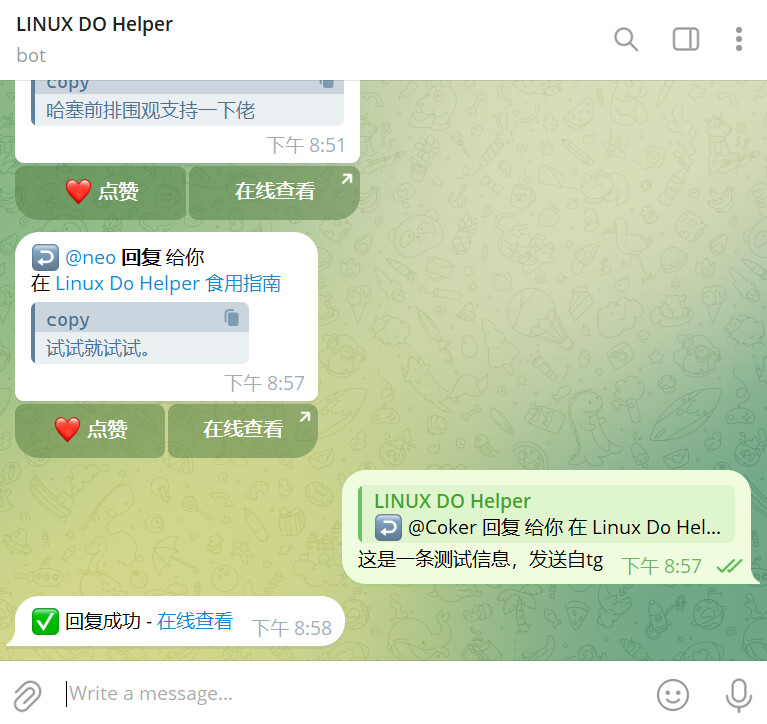 LINUX DO Helper
bot
copy
哈塞前排围观支持一下佬
下午 8:51
❤️ 点赞
在线查看
↩️ @neo 回复 给你
在 Linux Do Helper 食用指南
copy
试试就试试。
下午 8:57
❤️ 点赞
在线查看
LINUX DO Helper
↩️ @Coker 回复 给你 在 Linux Do Hel...
这是一条测试信息，发送自tg
下午 8:57
✅ 回复成功 - 在线查看
下午 8:58
Write a message...